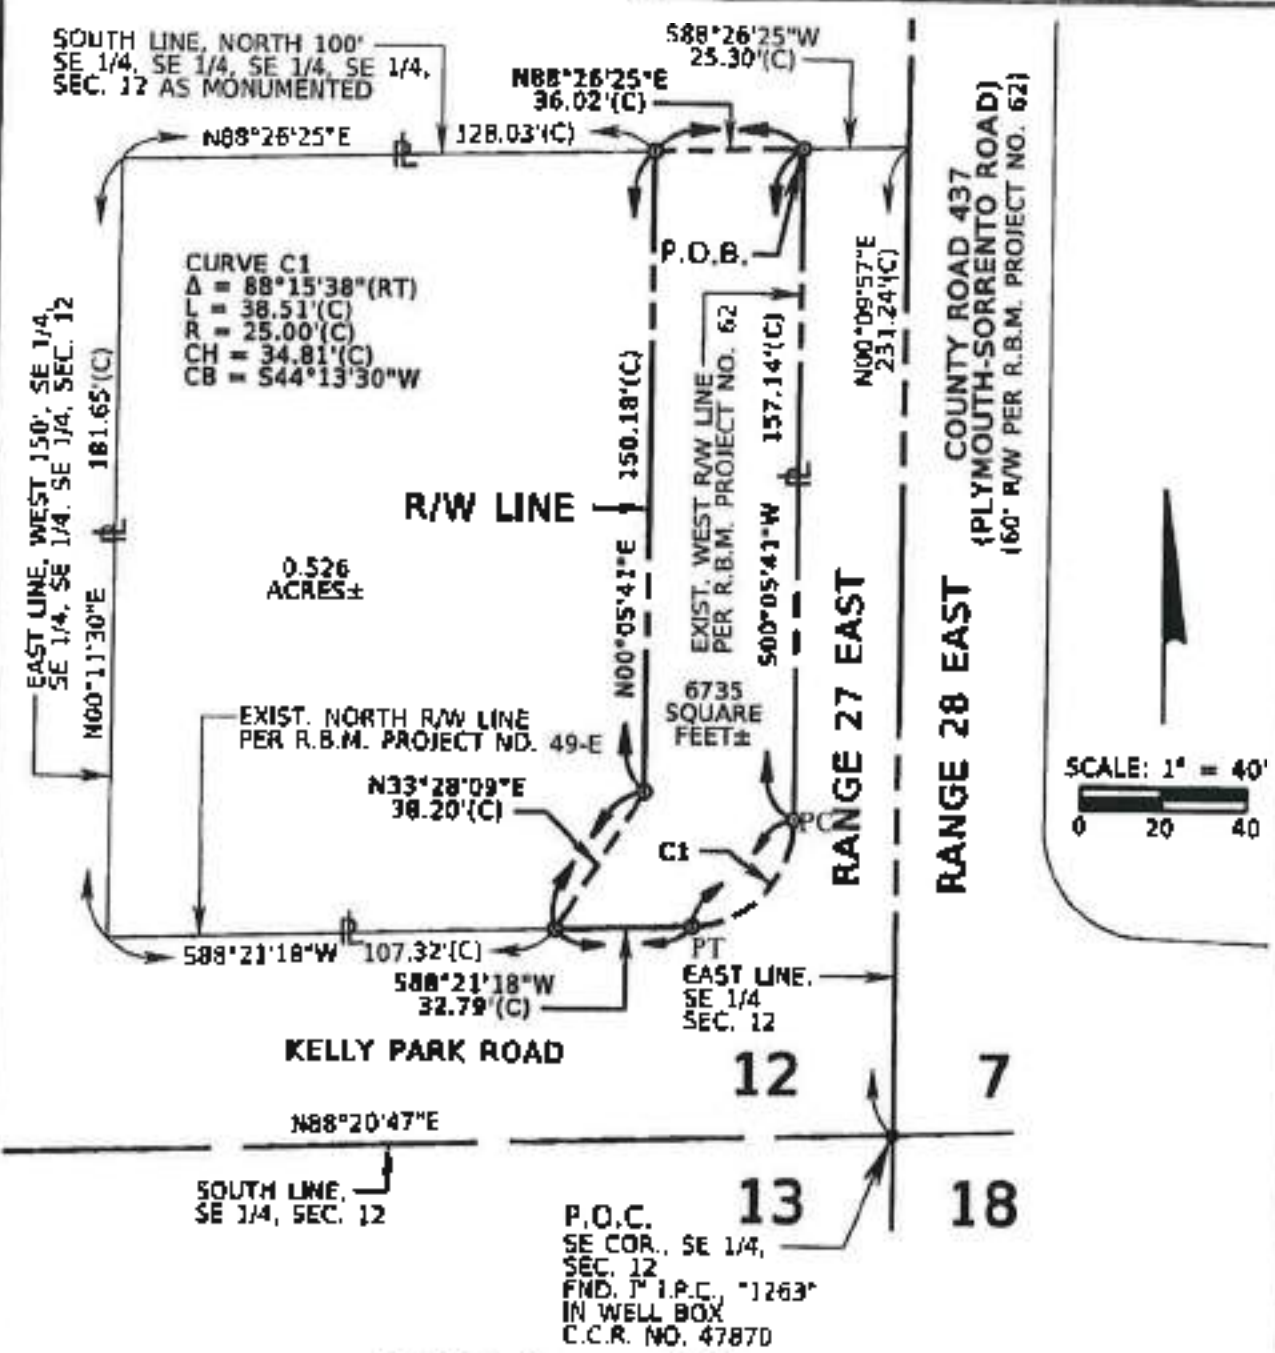 SOUTH LINE, NORTH 100'
SE 1/4, SE 1/4, SE 1/4, SE 1/4,
SEC. 12 AS MONUMENTED
S88°26'25"W
25.30'(C)
N88°26'25"E
36.02'(C)
N88°26'25"E
128.03'(C)
CURVE C1
Δ = 88°15'38"(RT)
L = 38.51'(C)
R = 25.00'(C)
CH = 34.81'(C)
CB = S44°13'30"W
P.O.B.
EAST LINE, WEST 150', SE 1/4,
SE 1/4, SE 1/4, SE 1/4, SEC. 12
181.65'(C)
N00°11'30"E
150.18'(C)
N00°05'41"E
EXIST. WEST R/W LINE
PER R.B.M. PROJECT NO. 62
157.14'(C)
S00°05'41"W
N00°09'57"E
231.24'(C)
COUNTY ROAD 437
(PLYMOUTH-SORRENTO ROAD)
(60' R/W PER R.B.M. PROJECT NO. 62)
R/W LINE
0.526
ACRES±
RANGE 27 EAST
RANGE 28 EAST
6735
SQUARE
FEET±
EXIST. NORTH R/W LINE
PER R.B.M. PROJECT NO. 49-E
N33°28'09"E
38.20'(C)
SCALE: 1" = 40'
0 20 40
PC
C1
PT
S88°21'18"W
107.32'(C)
S88°21'18"W
32.79'(C)
EAST LINE,
SE 1/4
SEC. 12
KELLY PARK ROAD
12
7
N88°20'47"E
SOUTH LINE,
SE 1/4, SEC. 12
13
18
P.O.C.
SE COR., SE 1/4,
SEC. 12
FND. 1" I.P.C., "1263"
IN WELL BOX
C.C.R. NO. 47870